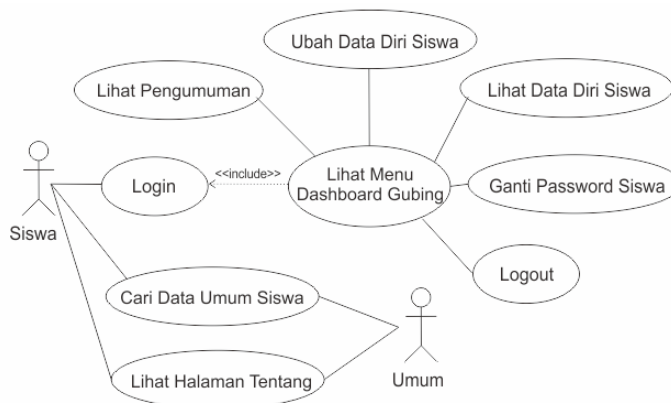 Ubah Data Diri Siswa
Lihat Pengumuman
Lihat Data Diri Siswa
<<include>>
Login
Lihat Menu
Dashboard Gubing
Ganti Password Siswa
Siswa
Logout
Cari Data Umum Siswa
Lihat Halaman Tentang
Umum